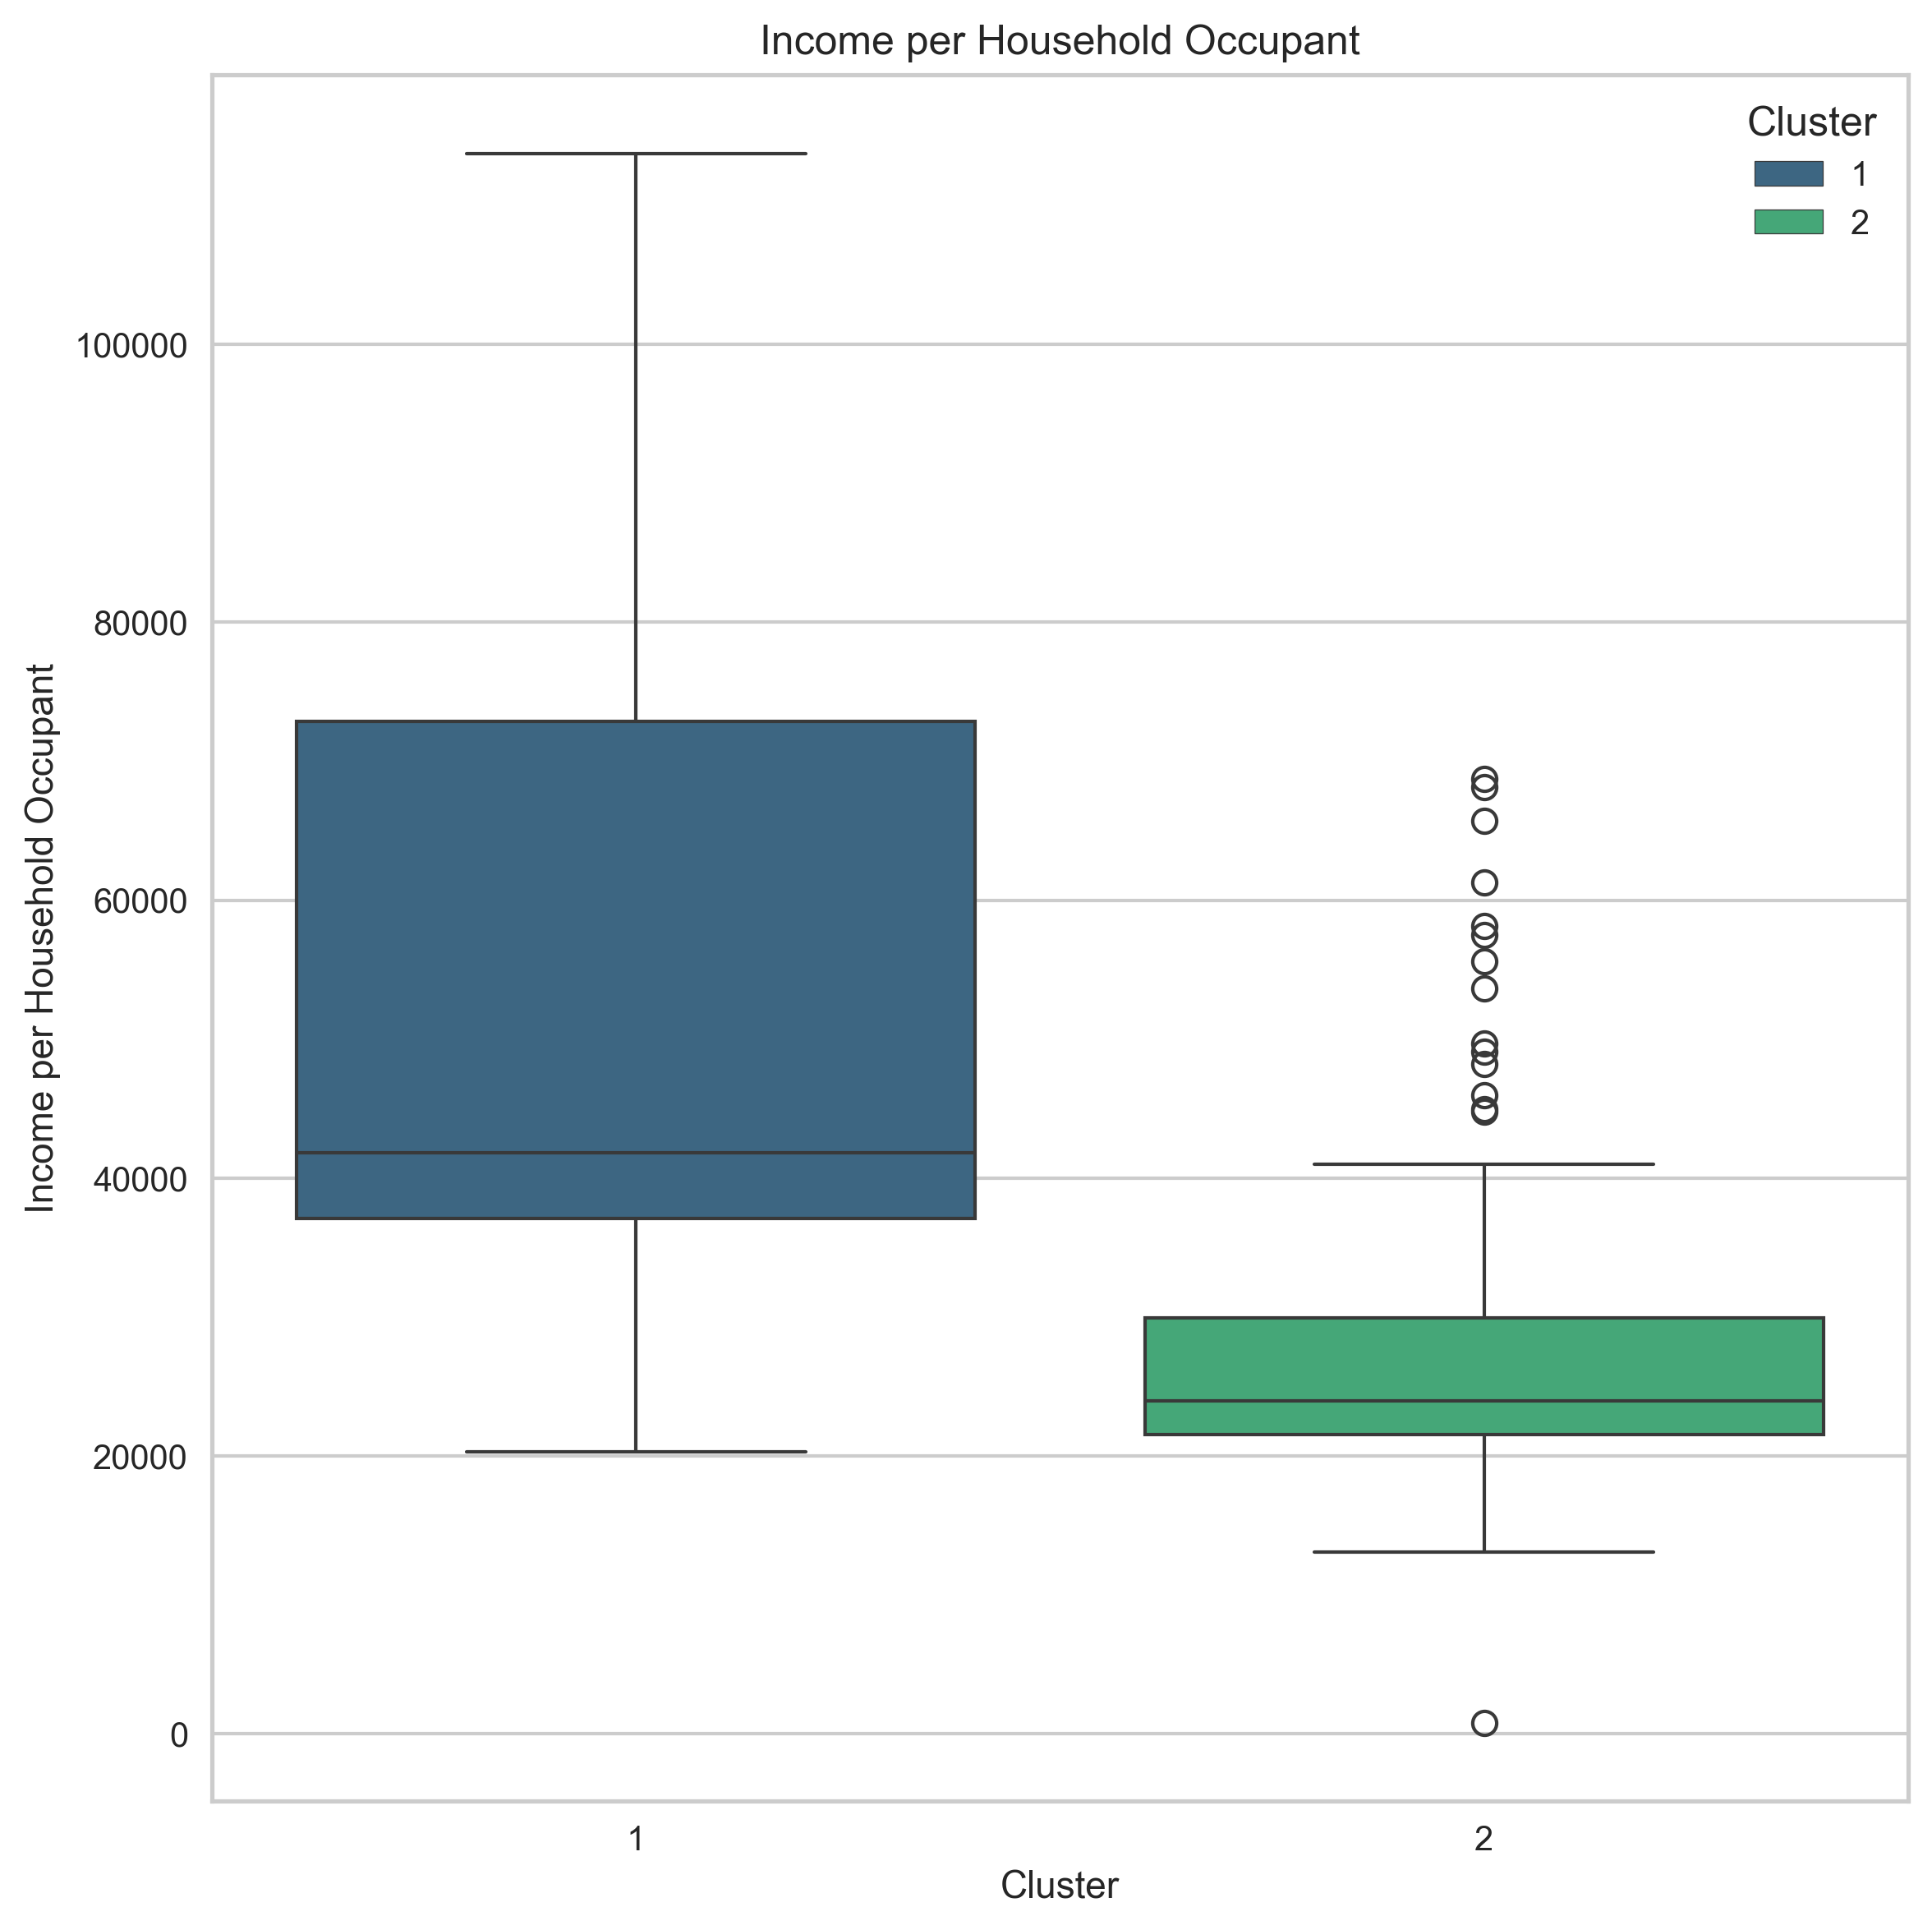 Income per Household Occupant
Cluster
1
2
100000
80000
60000
40000
20000
0
Income per Household Occupant
1
2
Cluster